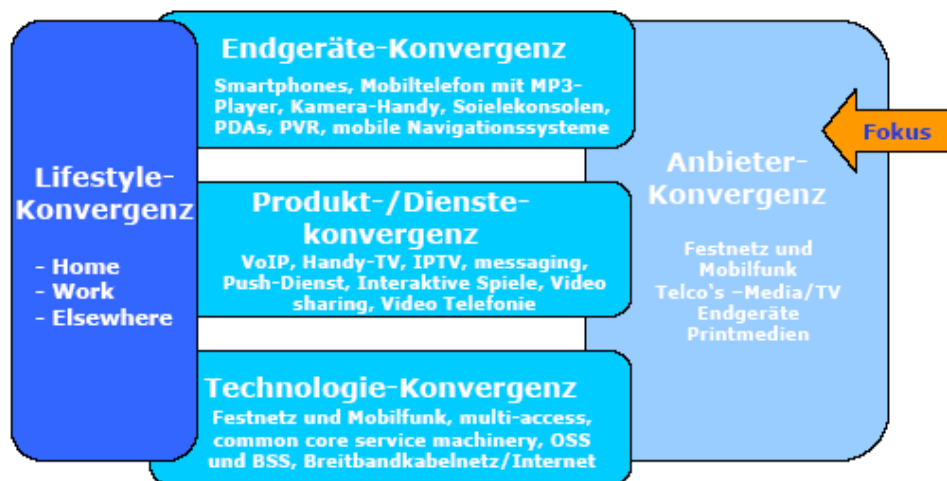 Lifestyle-
Konvergenz
- Home
- Work
- Elsewhere
Endgeräte-Konvergenz
Smartphones, Mobiltelefon mit MP3-
Player, Kamera-Handy, Soielekonsolen,
PDAs, PVR, mobile Navigationssysteme
Produkt-/Dienste-
konvergenz
VoIP, Handy-TV, IPTV, messaging,
Push-Dienst, Interaktive Spiele, Video
sharing, Video Telefonie
Technologie-Konvergenz
Festnetz und Mobilfunk, multi-access,
common core service machinery, OSS
und BSS, Breitbandkabelnetz/Internet
Anbieter-
Konvergenz
Festnetz und
Mobilfunk
Telco's –Media/TV
Endgeräte
Printmedien
Fokus